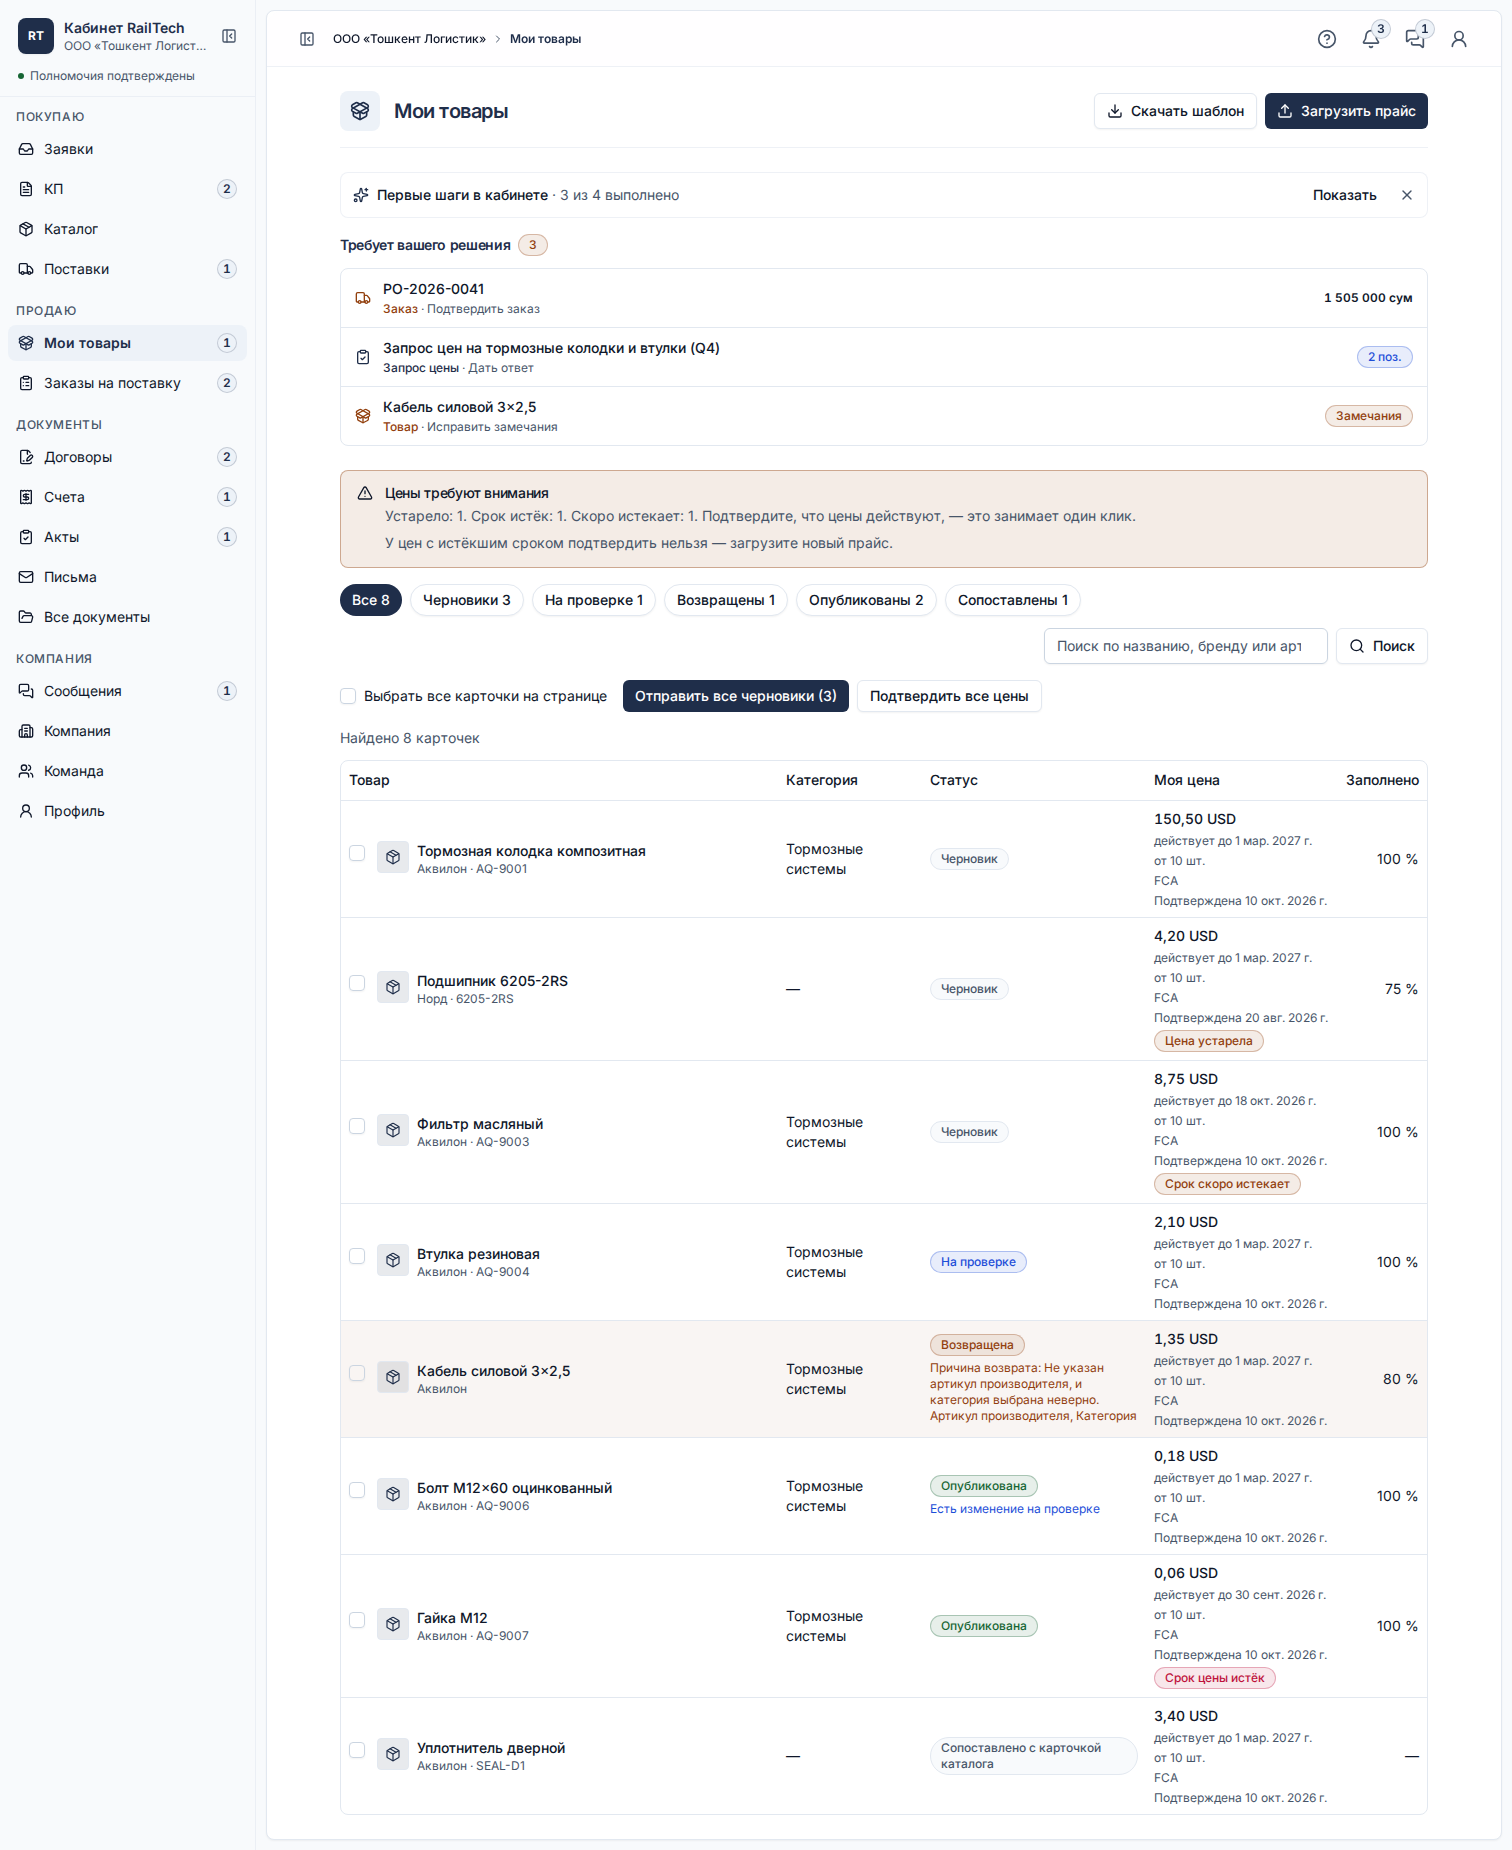 RT
Кабинет RailTech
ООО «Тошкент Логист...
Полномочия подтверждены
ПОКУПАЮ
Заявки
КП 2
Каталог
Поставки 1
ПРОДАЮ
Мои товары 1
Заказы на поставку 2
ДОКУМЕНТЫ
Договоры 2
Счета 1
Акты 1
Письма
Все документы
КОМПАНИЯ
Сообщения 1
Компания
Команда
Профиль
ООО «Тошкент Логистик» > Мои товары
3
1
Мои товары
Скачать шаблон
Загрузить прайс
Первые шаги в кабинете · 3 из 4 выполнено
Показать
Требует вашего решения 3
PO-2026-0041
Заказ · Подтвердить заказ
1 505 000 сум
Запрос цен на тормозные колодки и втулки (Q4)
Запрос цены · Дать ответ
2 поз.
Кабель силовой 3×2,5
Товар · Исправить замечания
Замечания
Цены требуют внимания
Устарело: 1. Срок истёк: 1. Скоро истекает: 1. Подтвердите, что цены действуют, — это занимает один клик.
У цен с истёкшим сроком подтвердить нельзя — загрузите новый прайс.
Все 8
Черновики 3
На проверке 1
Возвращены 1
Опубликованы 2
Сопоставлены 1
Поиск по названию, бренду или арт
Поиск
Выбрать все карточки на странице
Отправить все черновики (3)
Подтвердить все цены
Найдено 8 карточек
Товар Категория Статус Моя цена Заполнено
Тормозная колодка композитная
Аквилон · AQ-9001
Тормозные
системы
Черновик
150,50 USD
действует до 1 мар. 2027 г.
от 10 шт.
FCA
Подтверждена 10 окт. 2026 г.
100 %
Подшипник 6205-2RS
Норд · 6205-2RS
—
Черновик
4,20 USD
действует до 1 мар. 2027 г.
от 10 шт.
FCA
Подтверждена 20 авг. 2026 г.
Цена устарела
75 %
Фильтр масляный
Аквилон · AQ-9003
Тормозные
системы
Черновик
8,75 USD
действует до 18 окт. 2026 г.
от 10 шт.
FCA
Подтверждена 10 окт. 2026 г.
Срок скоро истекает
100 %
Втулка резиновая
Аквилон · AQ-9004
Тормозные
системы
На проверке
2,10 USD
действует до 1 мар. 2027 г.
от 10 шт.
FCA
Подтверждена 10 окт. 2026 г.
100 %
Кабель силовой 3×2,5
Аквилон
Тормозные
системы
Возвращена
Причина возврата: Не указан
артикул производителя, и
категория выбрана неверно.
Артикул производителя, Категория
1,35 USD
действует до 1 мар. 2027 г.
от 10 шт.
FCA
Подтверждена 10 окт. 2026 г.
80 %
Болт М12×60 оцинкованный
Аквилон · AQ-9006
Тормозные
системы
Опубликована
Есть изменение на проверке
0,18 USD
действует до 1 мар. 2027 г.
от 10 шт.
FCA
Подтверждена 10 окт. 2026 г.
100 %
Гайка М12
Аквилон · AQ-9007
Тормозные
системы
Опубликована
0,06 USD
действует до 30 сент. 2026 г.
от 10 шт.
FCA
Подтверждена 10 окт. 2026 г.
Срок цены истёк
100 %
Уплотнитель дверной
Аквилон · SEAL-D1
—
Сопоставлено с карточкой
каталога
3,40 USD
действует до 1 мар. 2027 г.
от 10 шт.
FCA
Подтверждена 10 окт. 2026 г.
—